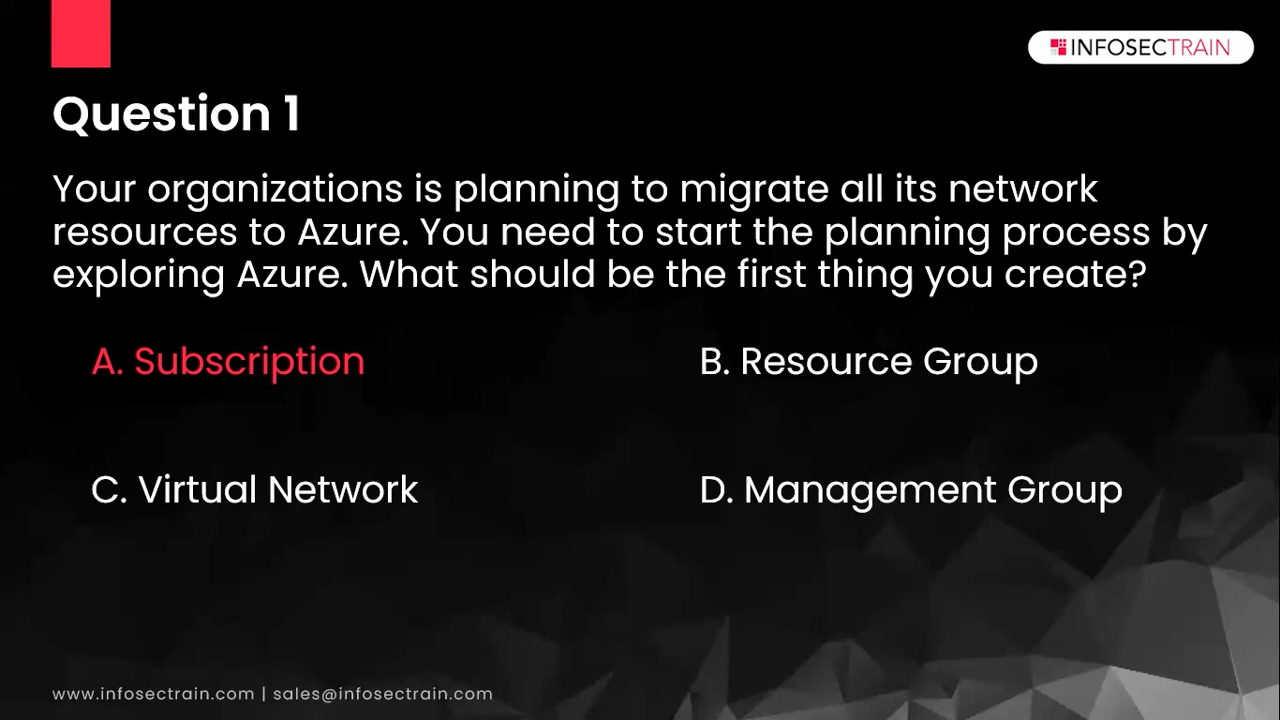 INFOSECTRAIN
Question 1
Your organizations is planning to migrate all its network
resources to Azure. You need to start the planning process by
exploring Azure. What should be the first thing you create?
A. Subscription
B. Resource Group
C. Virtual Network
D. Management Group
www.infosectrain.com | sales@infosectrain.com